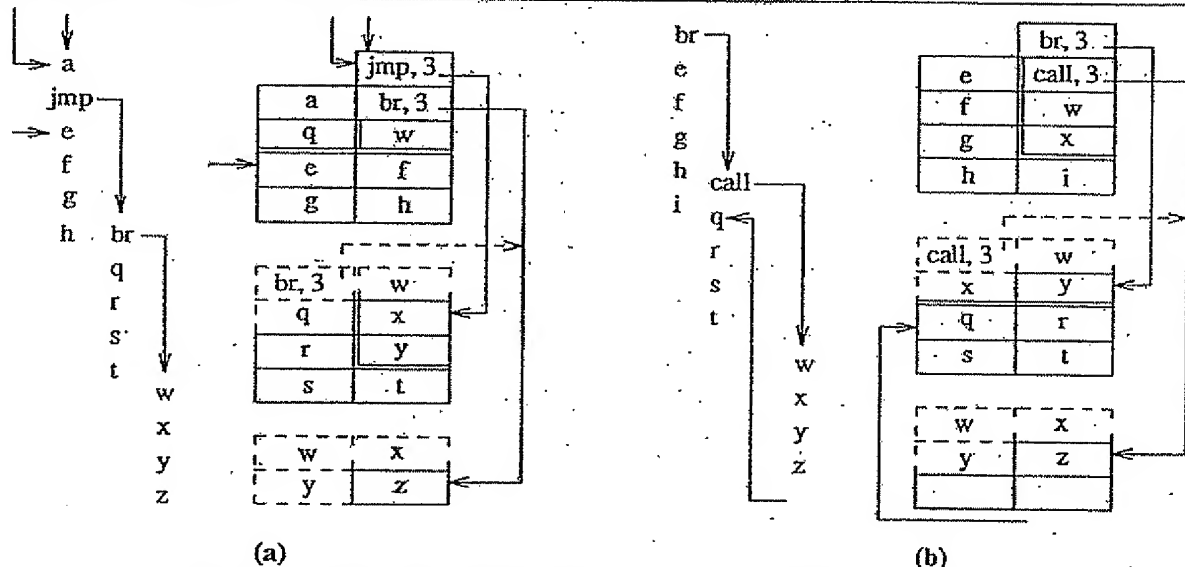 a
jmp
e
f
g
h
br
q
r
s
t
w
x
y
z
jmp, 3
a br, 3
q w
e f
g h
br, 3 w
q x
r y
s t
w x
y z
(a)
br
e
f
g
h
i
call
q
r
s
t
w
x
y
z
br, 3
e call, 3
f w
g x
h i
call, 3 w
x y
q r
s t
w x
y z
(b)